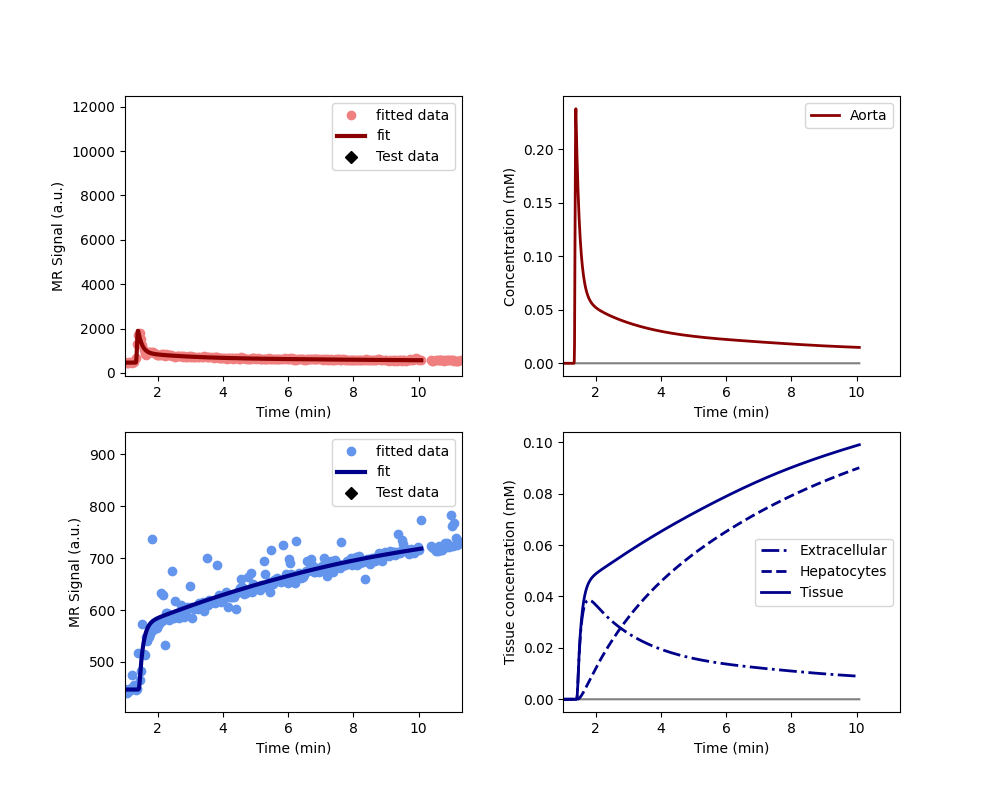 12000
10000
8000
6000
4000
2000
0
MR Signal (a.u.)
fitted data
fit
Test data
2 4 6 8 10
Time (min)
0.20
0.15
0.10
0.05
0.00
Concentration (mM)
Aorta
2 4 6 8 10
Time (min)
900
800
700
600
500
MR Signal (a.u.)
fitted data
fit
Test data
2 4 6 8 10
Time (min)
0.10
0.08
0.06
0.04
0.02
0.00
Tissue concentration (mM)
Extracellular
Hepatocytes
Tissue
2 4 6 8 10
Time (min)